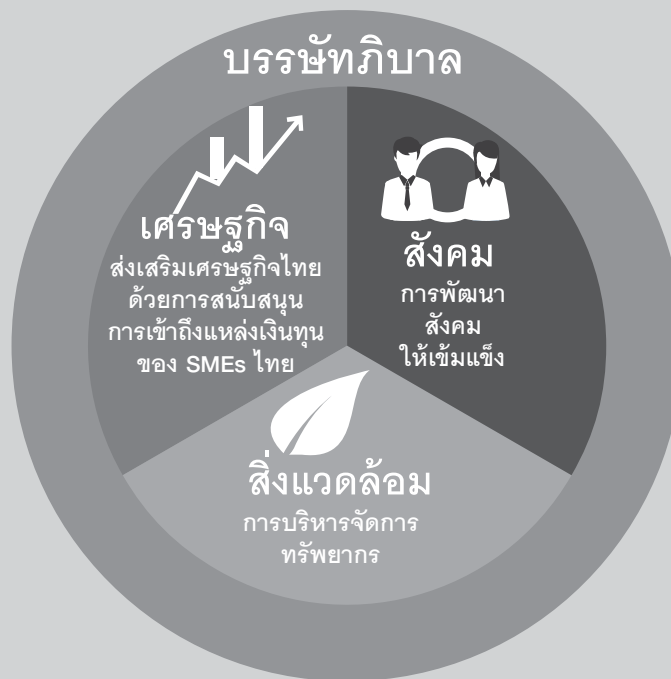 บรรษัทภิบาล
เศรษฐกิจ
ส่งเสริมเศรษฐกิจไทย
ด้วยการสนับสนุน
การเข้าถึงแหล่งเงินทุน
ของ SMEs ไทย
สังคม
การพัฒนา
สังคม
ให้เข้มแข็ง
สิ่งแวดล้อม
การบริหารจัดการ
ทรัพยากร